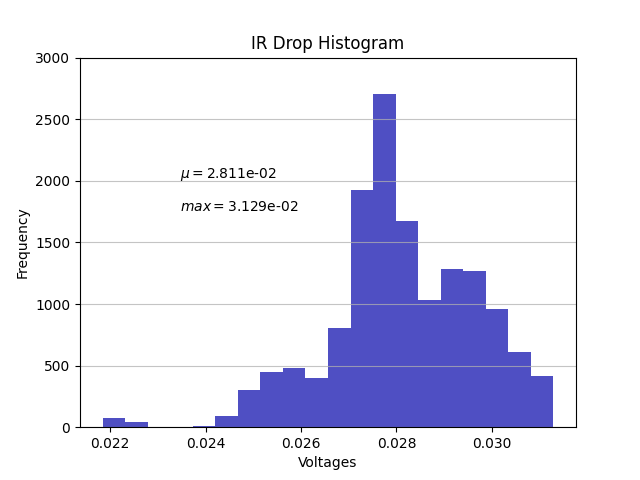 IR Drop Histogram
3000
2500
2000
1500
1000
500
0
Frequency
μ = 2.811e-02
max = 3.129e-02
0.022 0.024 0.026 0.028 0.030
Voltages